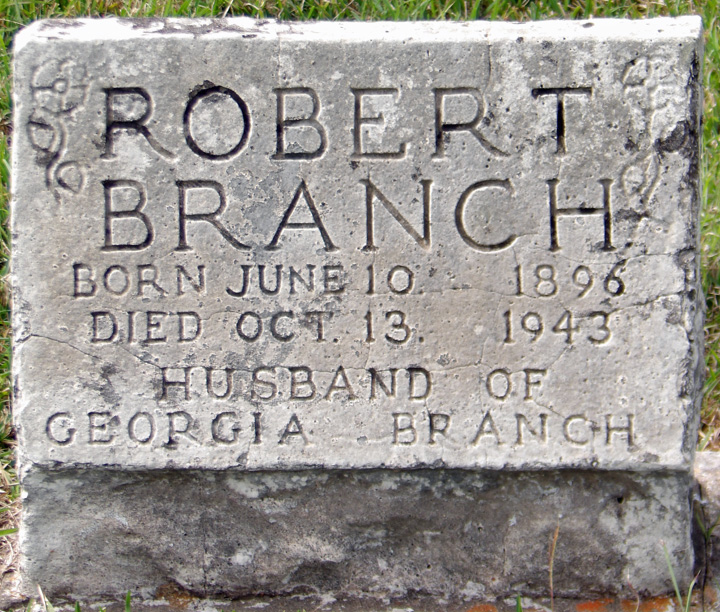 ROBERT
BRANCH
BORN JUNE 10. 1896
DIED OCT. 13. 1943
HUSBAND OF
GEORGIA BRANCH